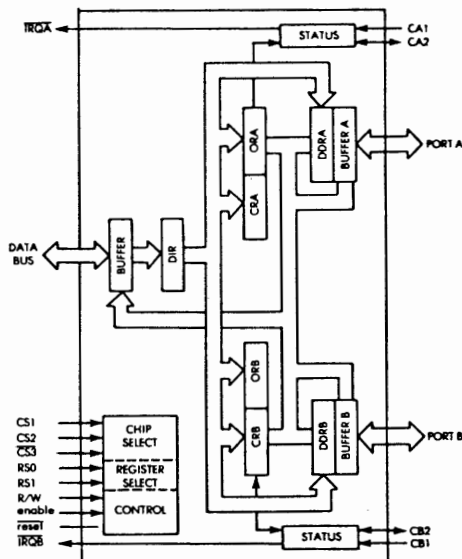 IRQA
STATUS
CA1
CA2
ORA
CRA
DDRA
BUFFER A
PORT A
DATA
BUS
BUFFER
DIR
ORB
CRB
DDRB
BUFFER B
PORT B
CS1
CS2
CS3
RS0
RS1
R/W
enable
reset
IRQB
CHIP
SELECT
REGISTER
SELECT
CONTROL
STATUS
CB2
CB1